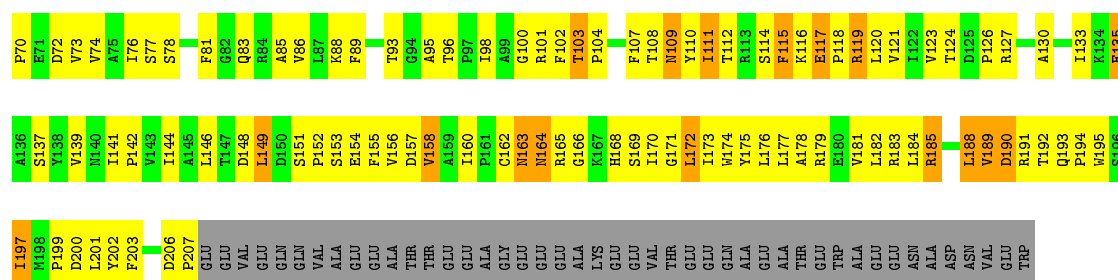 P70 E71 D72 V73 V74 A75 I76 S77 S78 F81 G82 Q83 R84 A85 V86 L87 K88 F89 T93 G94 A95 T96 P97 I98 A99 G100 R101 F102 T103 P104 F107 T108 N109 Y110 I111 T112 R113 S114 F115 K116 E117 P118 R119 L120 V121 I122 V123 T124 D125 P126 R127 A130 I133 K134 E135
A136 S137 Y138 V139 N140 I141 P142 V143 I144 A145 L146 T147 D148 L149 D150 S151 P152 S153 E154 F155 V156 D157 V158 A159 I160 P161 C162 N163 N164 R165 G166 K167 H168 S169 I170 G171 L172 I173 W174 Y175 L176 L177 A178 R179 E180 V181 L182 R183 L184 R185 L188 V189 D190 R191 T192 Q193 P194 W195 S196
I197 M198 P199 D200 L201 Y202 F203 D206 P207 GLU GLU VAL GLU GLN GLN VAL ALA GLU GLU ALA THR THR GLU GLU ALA GLY GLU GLU GLU ALA LYS GLU GLU VAL THR GLU GLU ALA GLU ALA THR GLU TRP ALA GLU GLU ASN ALA ASP ASN VAL GLU TRP